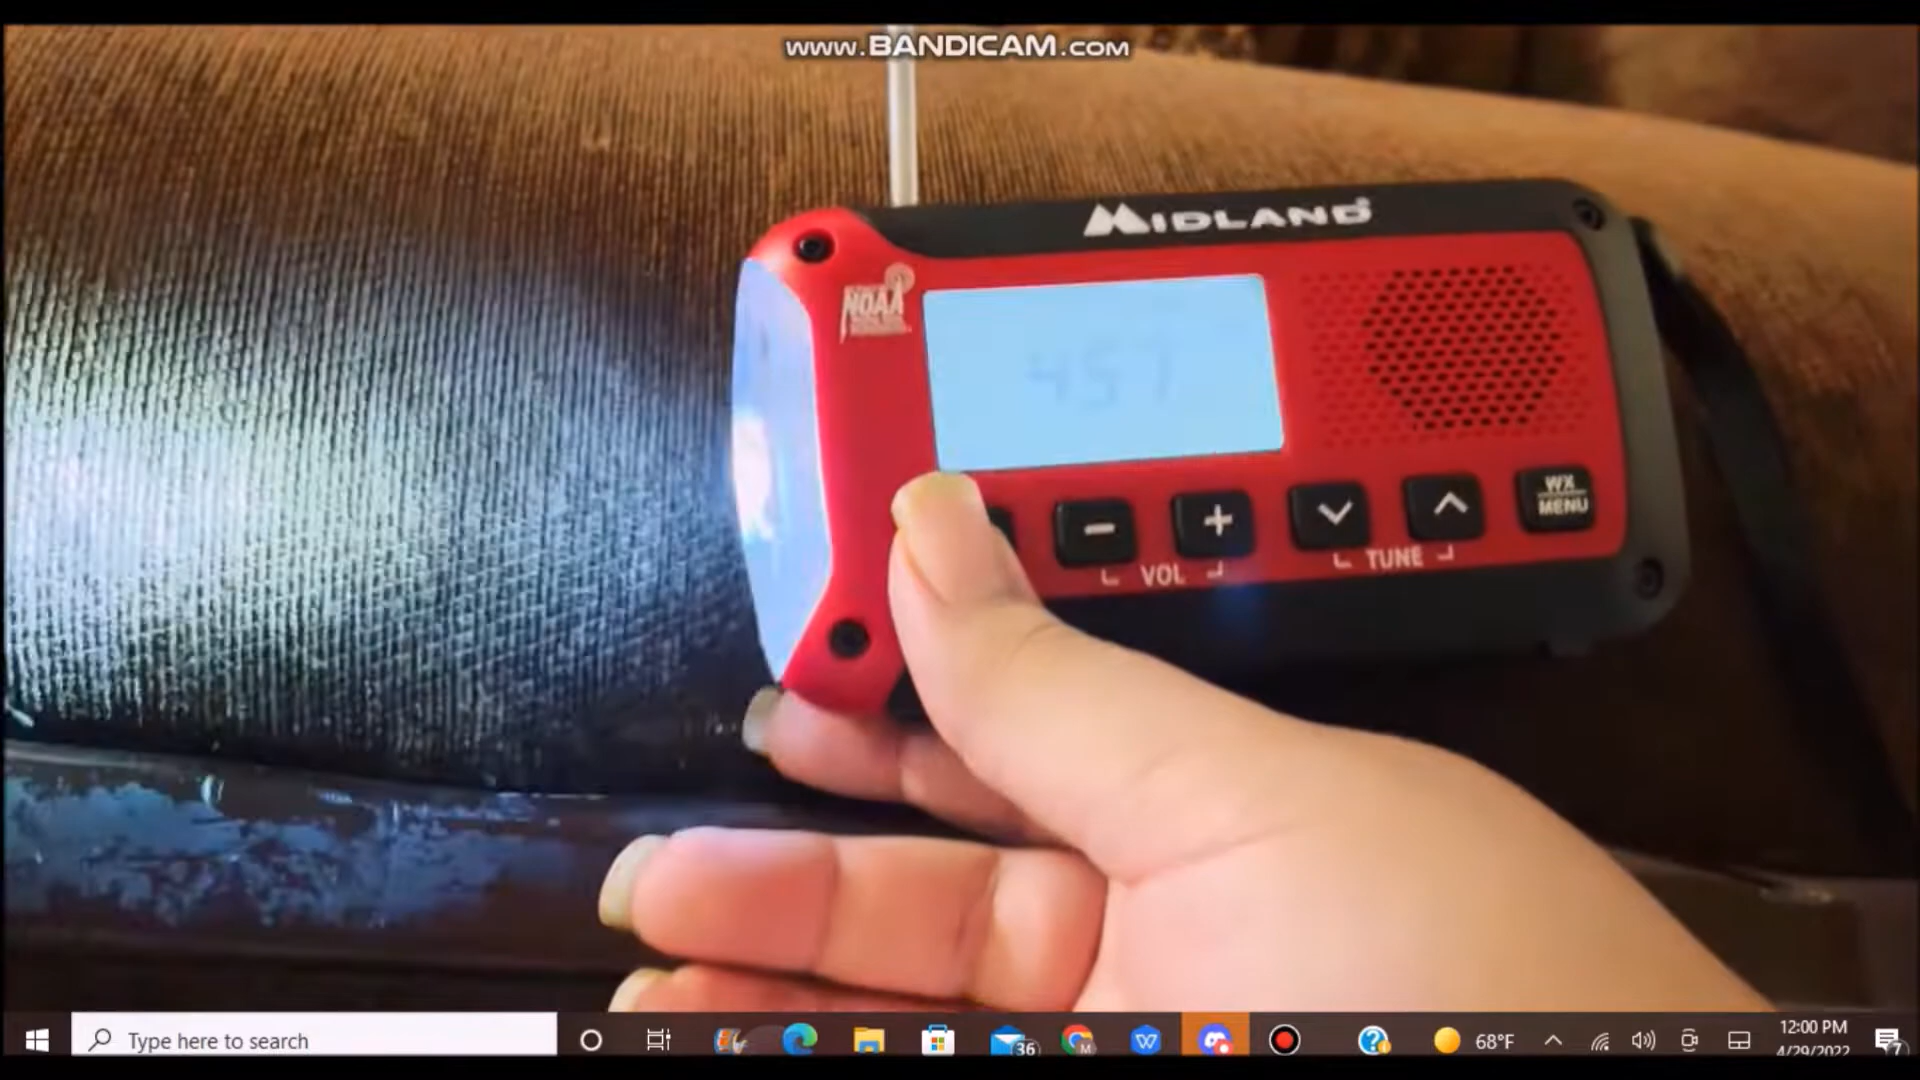 www.BANDICAM.com
MIDLAND
NOAA
457
WX
MENU
VOL
TUNE
Type here to search
36
68°F
12:00 PM
4/29/2022
7